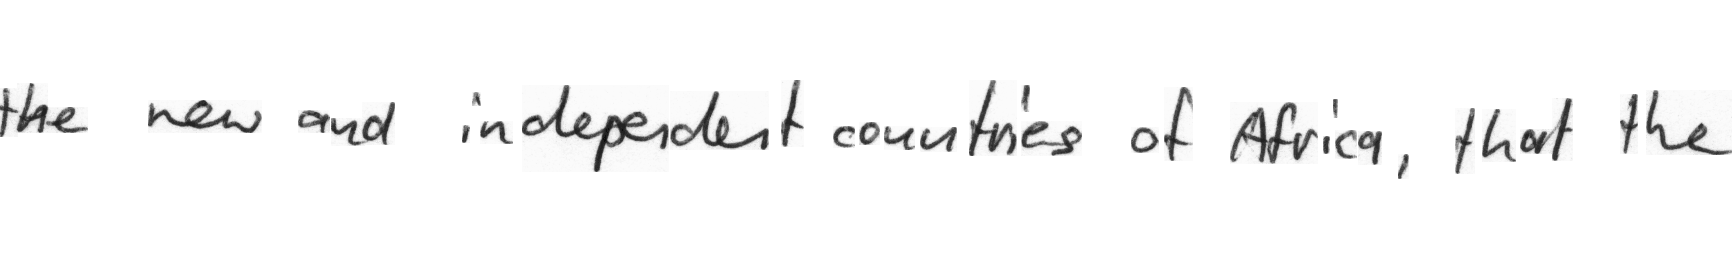 the new and independent countries of Africa, that the